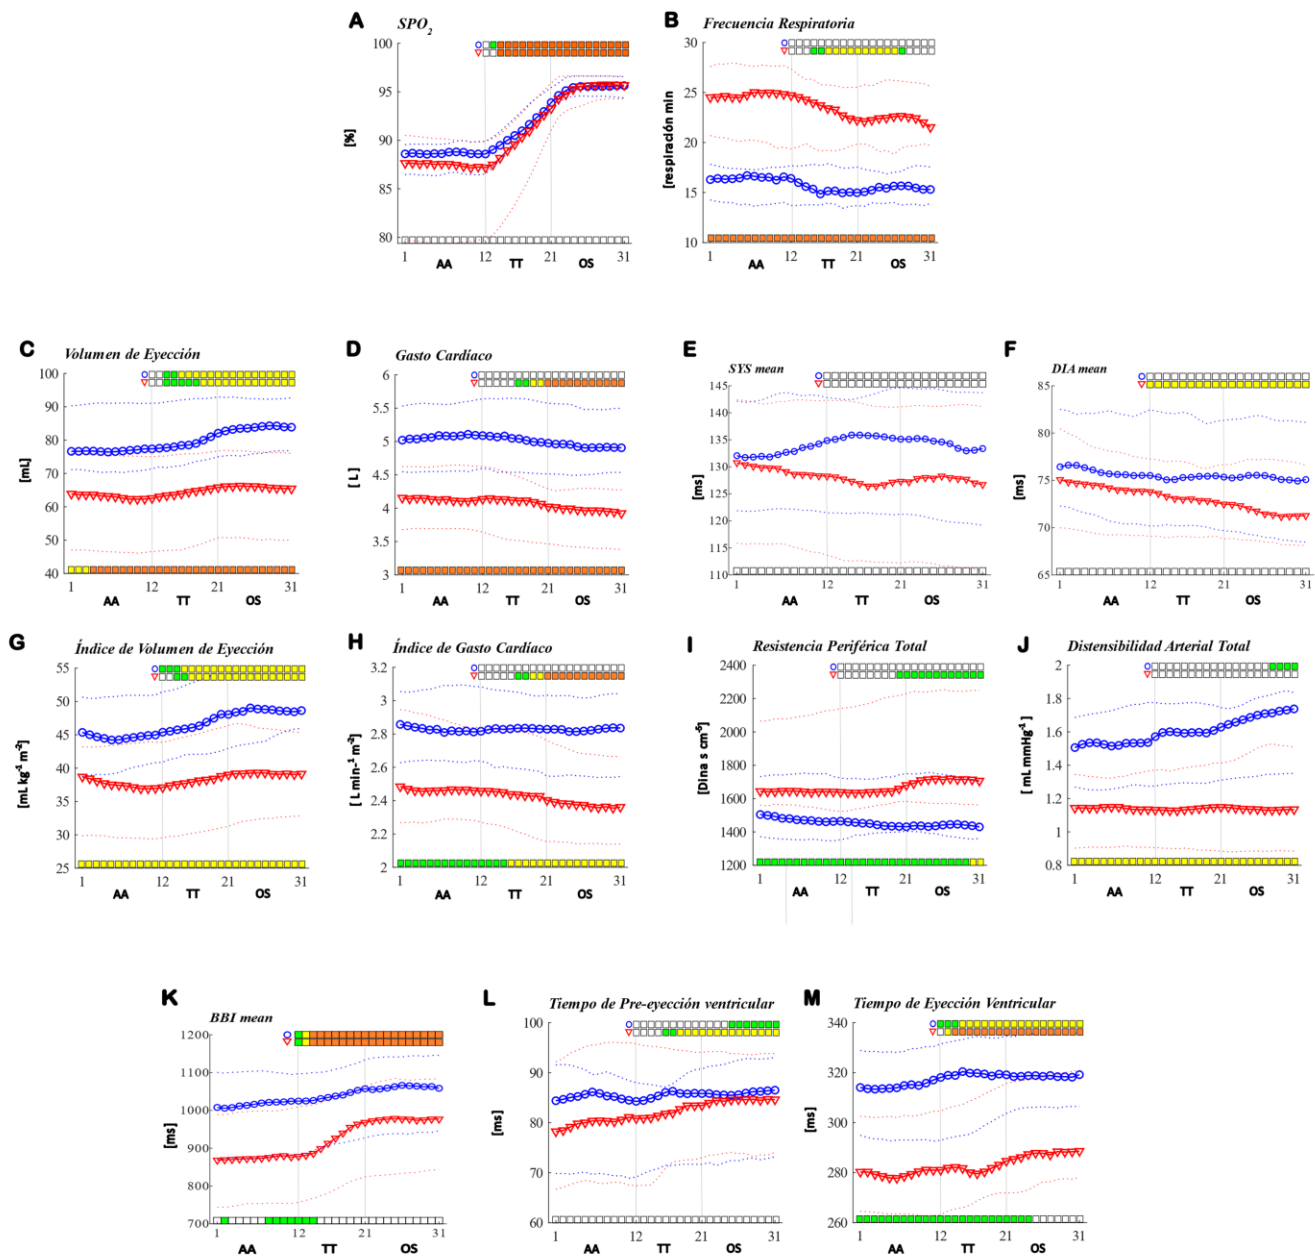 A SPO2
[%]
100
90
85
80
1 12 21 31
AA TT OS
B Frecuencia Respiratoria
[respiración min
30
25
20
15
10
1 12 21 31
AA TT OS
C Volumen de Eyección
[mL]
100
90
80
70
60
50
40
1 12 21 31
AA TT OS
D Gasto Cardíaco
[ L]
6
5.5
5
4.5
4
3.5
3
1 12 21 31
AA TT OS
E SYS mean
[ms]
145
140
135
130
125
120
115
110
1 12 21 31
AA TT OS
F DIA mean
[ms]
85
80
75
70
65
1 12 21 31
AA TT OS
G Índice de Volumen de Eyección
[mL kg-1 m-2]
55
50
45
40
35
30
25
1 12 21 31
AA TT OS
H Índice de Gasto Cardíaco
[ L min-1 m-2]
3.2
3
2.8
2.6
2.4
2.2
2
1 12 21 31
AA TT OS
I Resistencia Periférica Total
[Dina s cm-5]
2400
2200
2000
1800
1600
1400
1200
1 12 21 31
AA TT OS
J Distensibilidad Arterial Total
[ mL mmHg-1]
2
1.8
1.6
1.4
1.2
1
0.8
1 12 21 31
AA TT OS
K BBI mean
[ms]
1200
1100
1000
900
800
700
1 12 21 31
AA TT OS
L Tiempo de Pre-eyección ventricular
[ms]
100
90
80
70
60
1 12 21 31
AA TT OS
M Tiempo de Eyección Ventricular
[ms]
340
320
300
280
260
1 12 21 31
AA TT OS